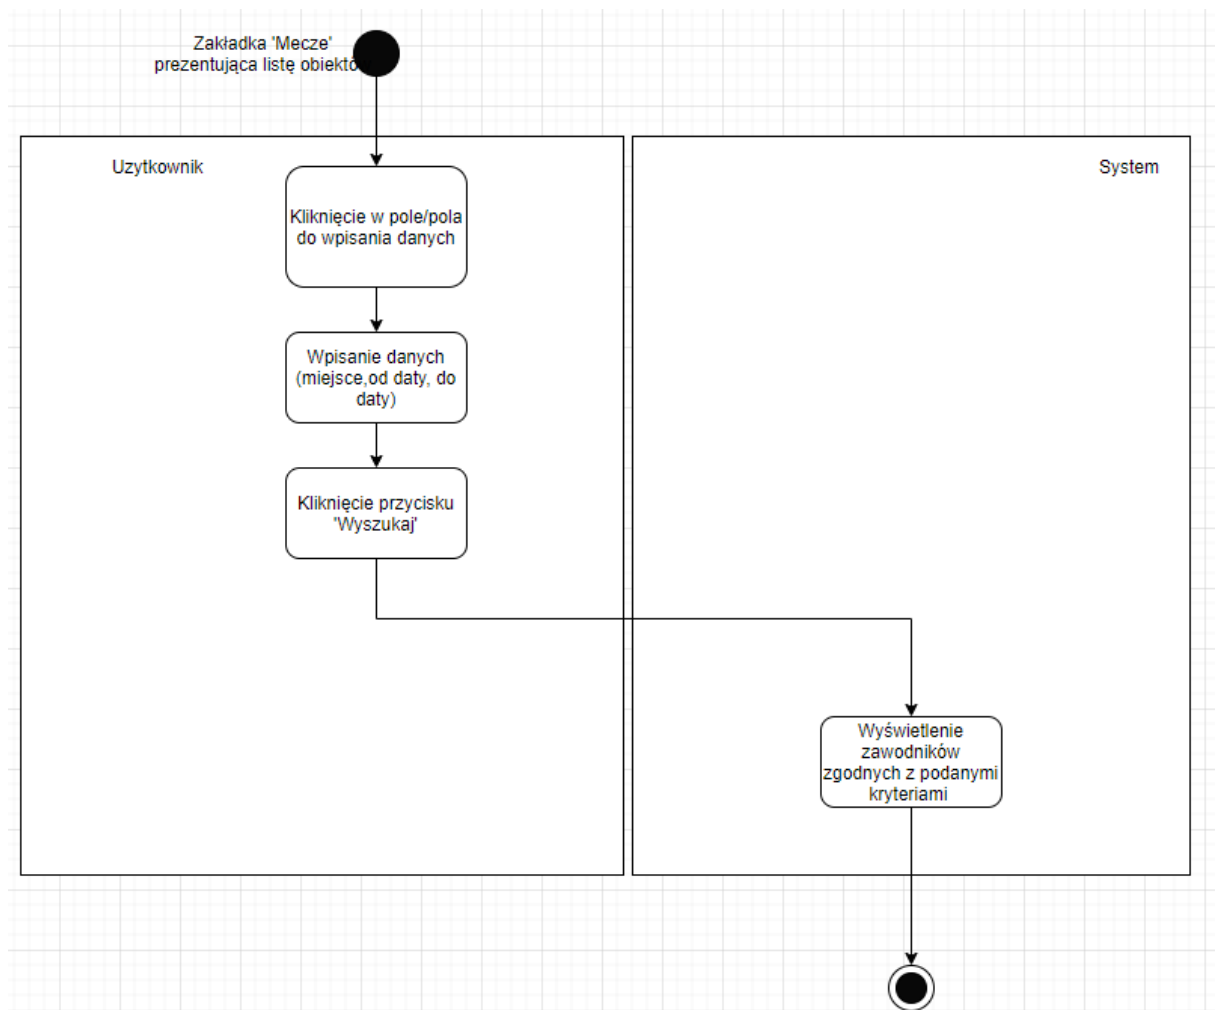 Zakładka 'Mecze'
prezentująca listę obiektów
Uzytkownik
System
Kliknięcie w pole/pola
do wpisania danych
Wpisanie danych
(miejsce,od daty, do
daty)
Kliknięcie przycisku
'Wyszukaj'
Wyświetlenie
zawodników
zgodnych z podanymi
kryteriami